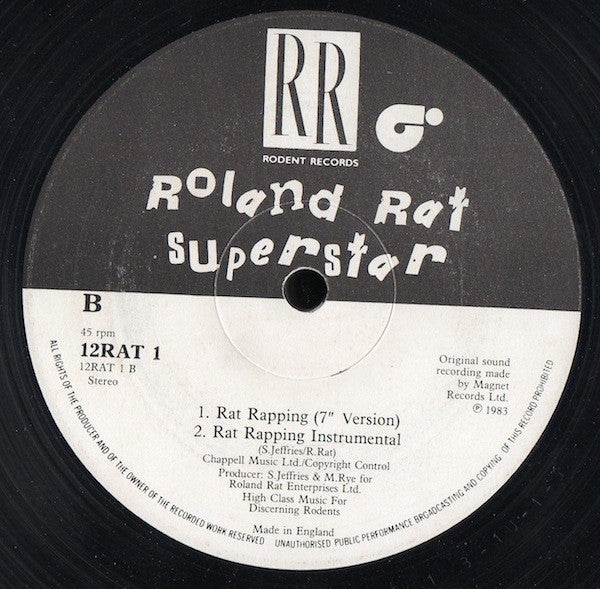 RR
RODENT RECORDS
Roland Rat
superstar
B
45 rpm
12RAT 1
12RAT 1 B
Stereo
Original sound
recording made
by Magnet
Records Ltd.
℗ 1983
1. Rat Rapping (7" Version)
2. Rat Rapping Instrumental
(S.Jeffries/R.Rat)
Chappell Music Ltd./Copyright Control
Producer: S.Jeffries & M.Rye for
Roland Rat Enterprises Ltd.
High Class Music For
Discerning Rodents
Made in England
ALL RIGHTS OF THE PRODUCER AND OF THE OWNER OF THE RECORDED WORK RESERVED UNAUTHORISED PUBLIC PERFORMANCE BROADCASTING AND COPYING OF THIS RECORD PROHIBITED